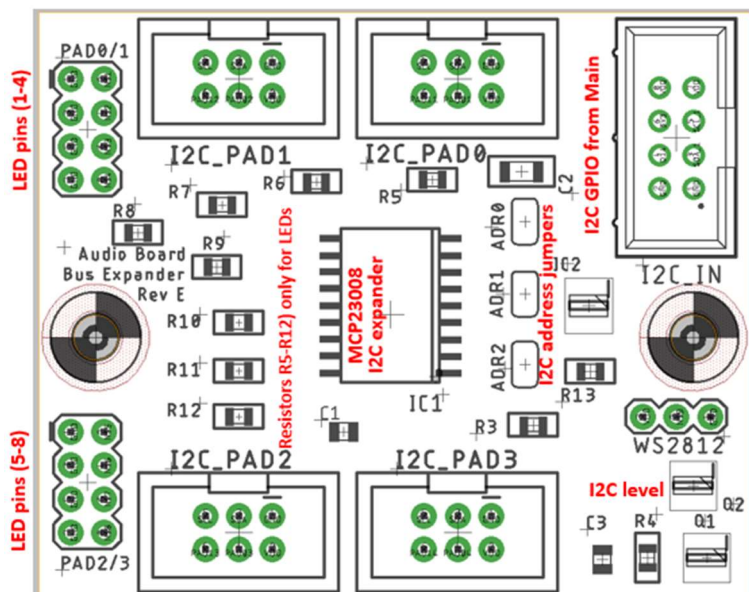 PAD0/1
LED pins (1-4)
I2C_PAD1
I2C_PAD0
I2C GPIO from Main
C2
R7
R6
R5
R8
R9
ADR0
Audio Board
Bus Expander
Rev E
Resistors R5-R12) only for LEDs
MCP23008
I2C expander
ADR1
I2C address jumpers
I2C_IN
R10
R11
R12
ADR2
R13
IC1
C1
R3
WS2812
LED pins (5-8)
I2C_PAD2
I2C_PAD3
I2C level
Q2
C3
R4
Q1
PAD2/3